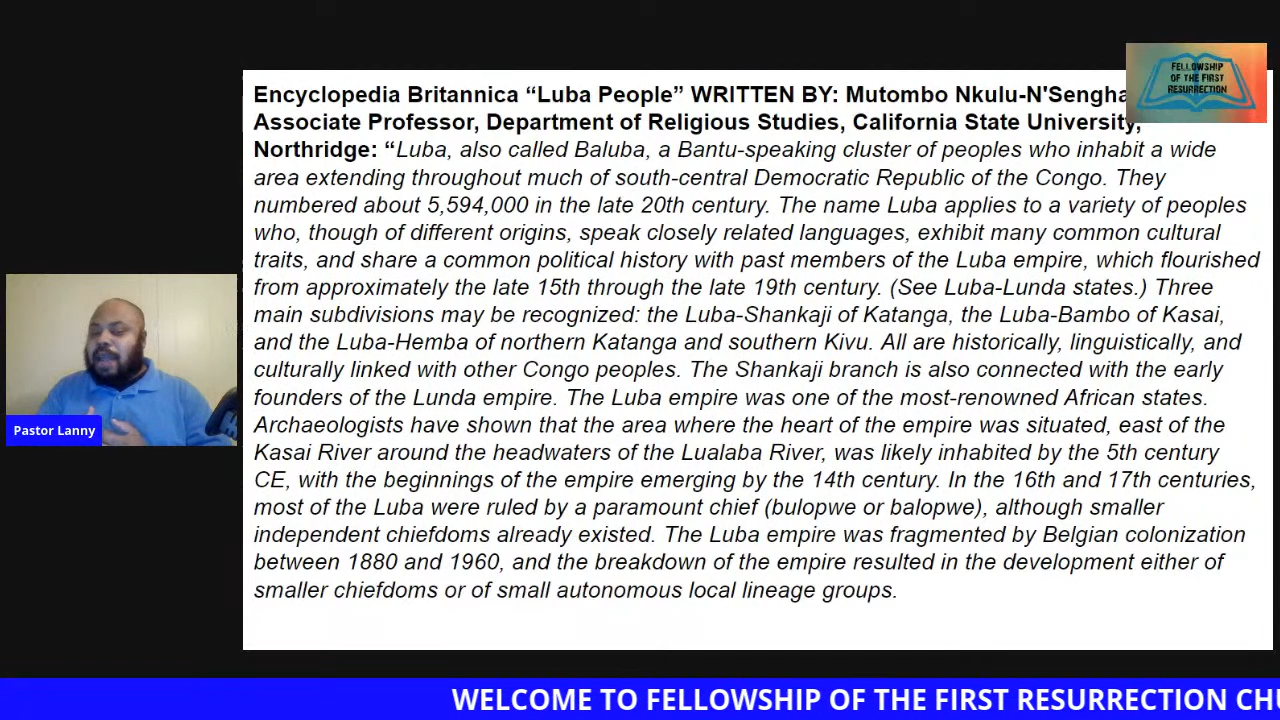 FELLOWSHIP
OF THE FIRST
RESURRECTION
Encyclopedia Britannica “Luba People” WRITTEN BY: Mutombo Nkulu-N'Sengha
Associate Professor, Department of Religious Studies, California State University,
Northridge: “Luba, also called Baluba, a Bantu-speaking cluster of peoples who inhabit a wide
area extending throughout much of south-central Democratic Republic of the Congo. They
numbered about 5,594,000 in the late 20th century. The name Luba applies to a variety of peoples
who, though of different origins, speak closely related languages, exhibit many common cultural
traits, and share a common political history with past members of the Luba empire, which flourished
from approximately the late 15th through the late 19th century. (See Luba-Lunda states.) Three
main subdivisions may be recognized: the Luba-Shankaji of Katanga, the Luba-Bambo of Kasai,
and the Luba-Hemba of northern Katanga and southern Kivu. All are historically, linguistically, and
culturally linked with other Congo peoples. The Shankaji branch is also connected with the early
founders of the Lunda empire. The Luba empire was one of the most-renowned African states.
Archaeologists have shown that the area where the heart of the empire was situated, east of the
Kasai River around the headwaters of the Lualaba River, was likely inhabited by the 5th century
CE, with the beginnings of the empire emerging by the 14th century. In the 16th and 17th centuries,
most of the Luba were ruled by a paramount chief (bulopwe or balopwe), although smaller
independent chiefdoms already existed. The Luba empire was fragmented by Belgian colonization
between 1880 and 1960, and the breakdown of the empire resulted in the development either of
smaller chiefdoms or of small autonomous local lineage groups.
Pastor Lanny
WELCOME TO FELLOWSHIP OF THE FIRST RESURRECTION CHU